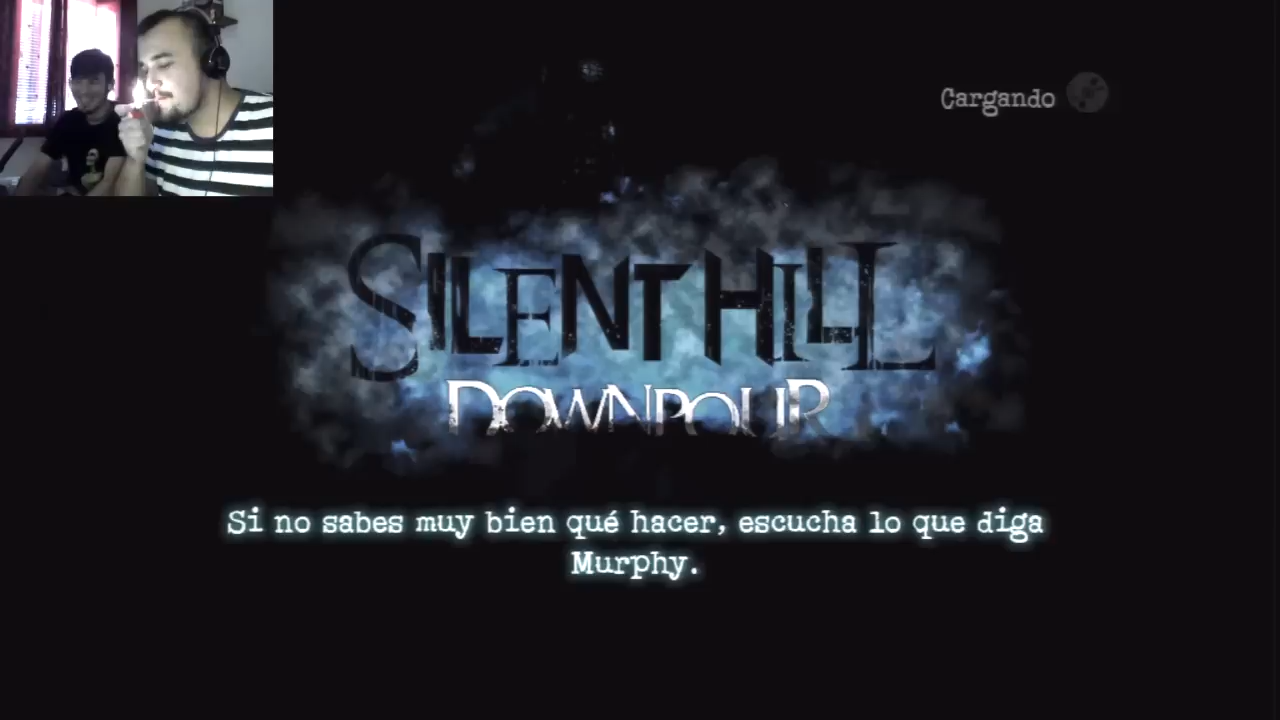 Cargando
SILENT HILL
DOWNPOUR
Si no sabes muy bien qué hacer, escucha lo que diga
Murphy.